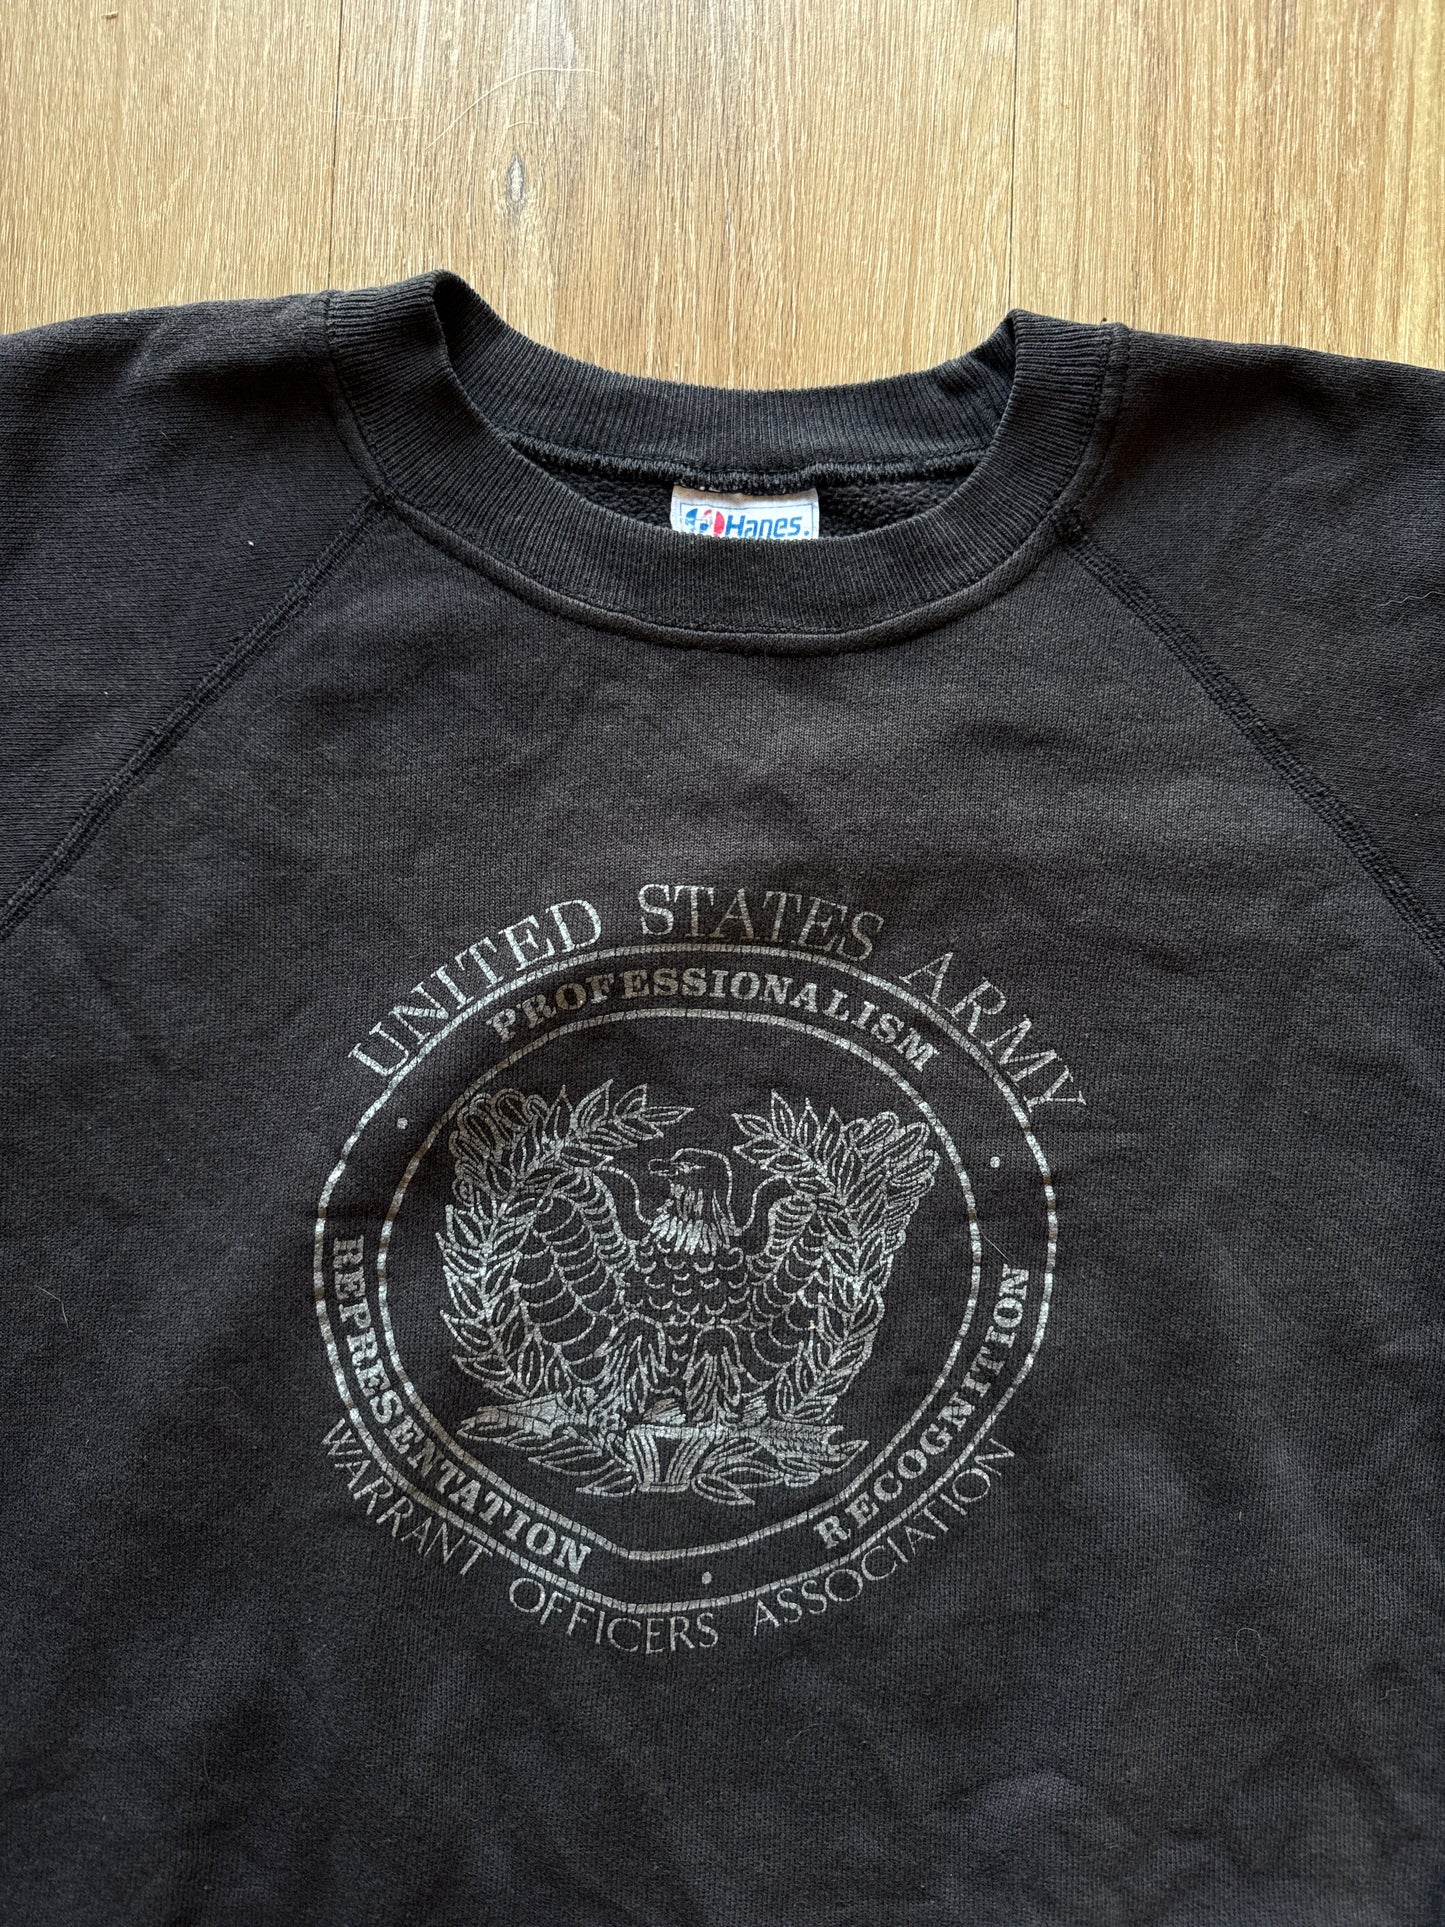 Hanes.
UNITED STATES ARMY
PROFESSIONALISM
REPRESENTATION
RECOGNITION
WARRANT OFFICERS ASSOCIATION